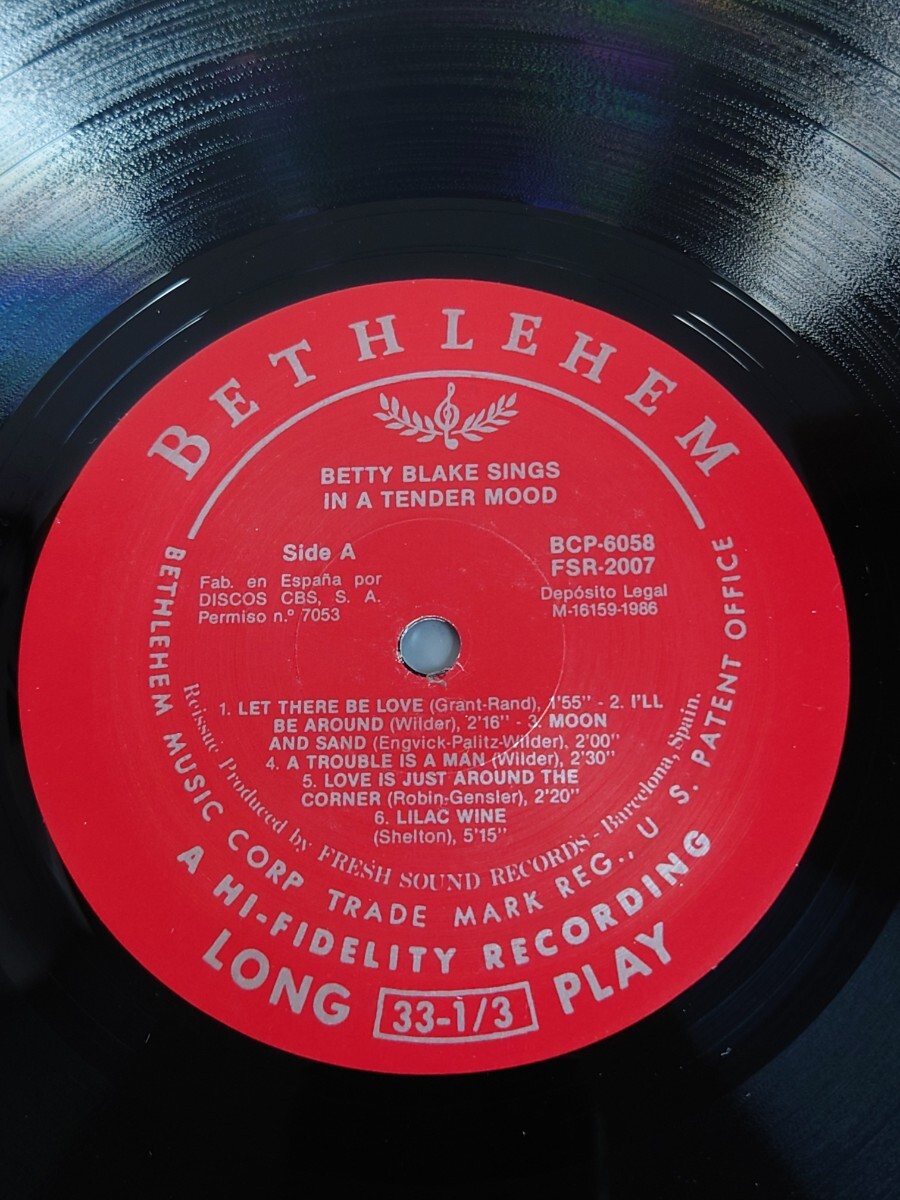 BETHLEHEM
BETTY BLAKE SINGS
IN A TENDER MOOD
Side A
Fab. en España por
DISCOS CBS, S. A.
Permiso n.º 7053
BCP-6058
FSR-2007
Depósito Legal
M-16159-1986
1. LET THERE BE LOVE (Grant-Rand), 1'55" - 2. I'LL
BE AROUND (Wilder), 2'16" - 3. MOON
AND SAND (Engvick-Palitz-Wilder), 2'00"
4. A TROUBLE IS A MAN (Wilder), 2'30"
5. LOVE IS JUST AROUND THE
CORNER (Robin-Gensler), 2'20"
6. LILAC WINE
(Shelton), 5'15"
Reissue Produced by FRESH SOUND RECORDS - Barcelona, Spain.
BETHLEHEM MUSIC CORP TRADE MARK REG., U S. PATENT OFFICE
A HI-FIDELITY RECORDING
LONG 33-1/3 PLAY